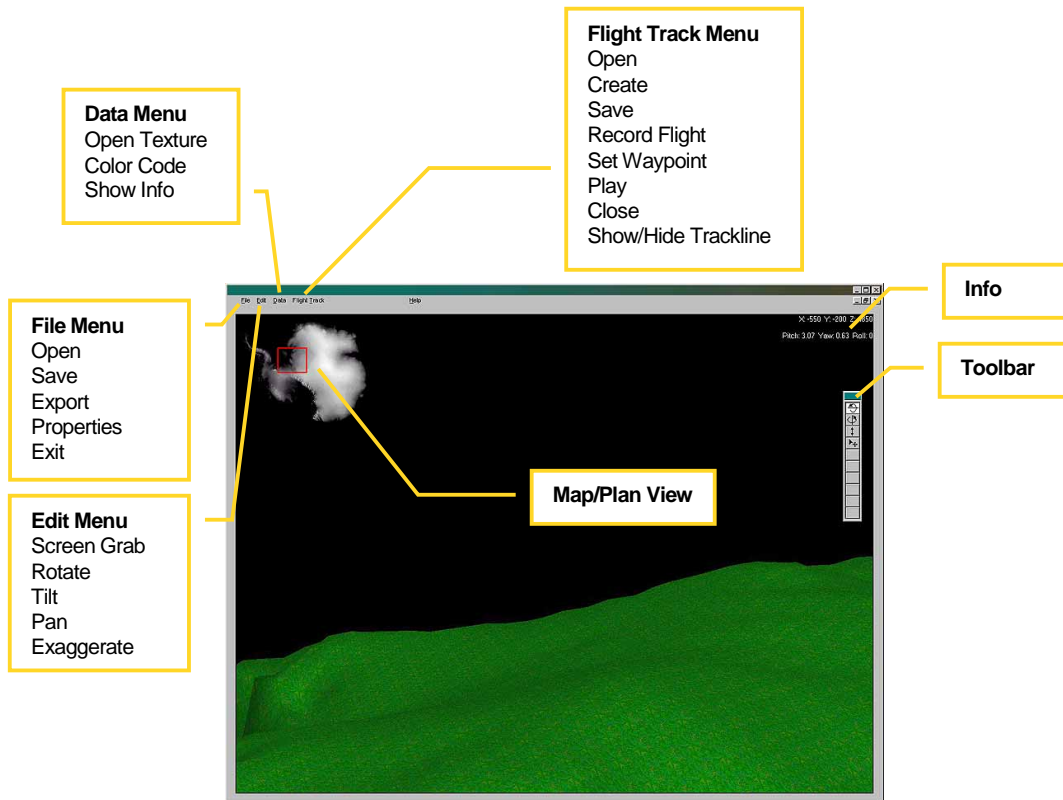 Flight Track Menu
Open
Create
Save
Record Flight
Set Waypoint
Play
Close
Show/Hide Trackline
Data Menu
Open Texture
Color Code
Show Info
Info
Toolbar
File Menu
Open
Save
Export
Properties
Exit
Edit Menu
Screen Grab
Rotate
Tilt
Pan
Exaggerate
File Edit Data Flight Track Help
X: -550 Y: -200 Z:
Pitch: 3.07 Yaw: 0.63 Roll: 0
Map/Plan View